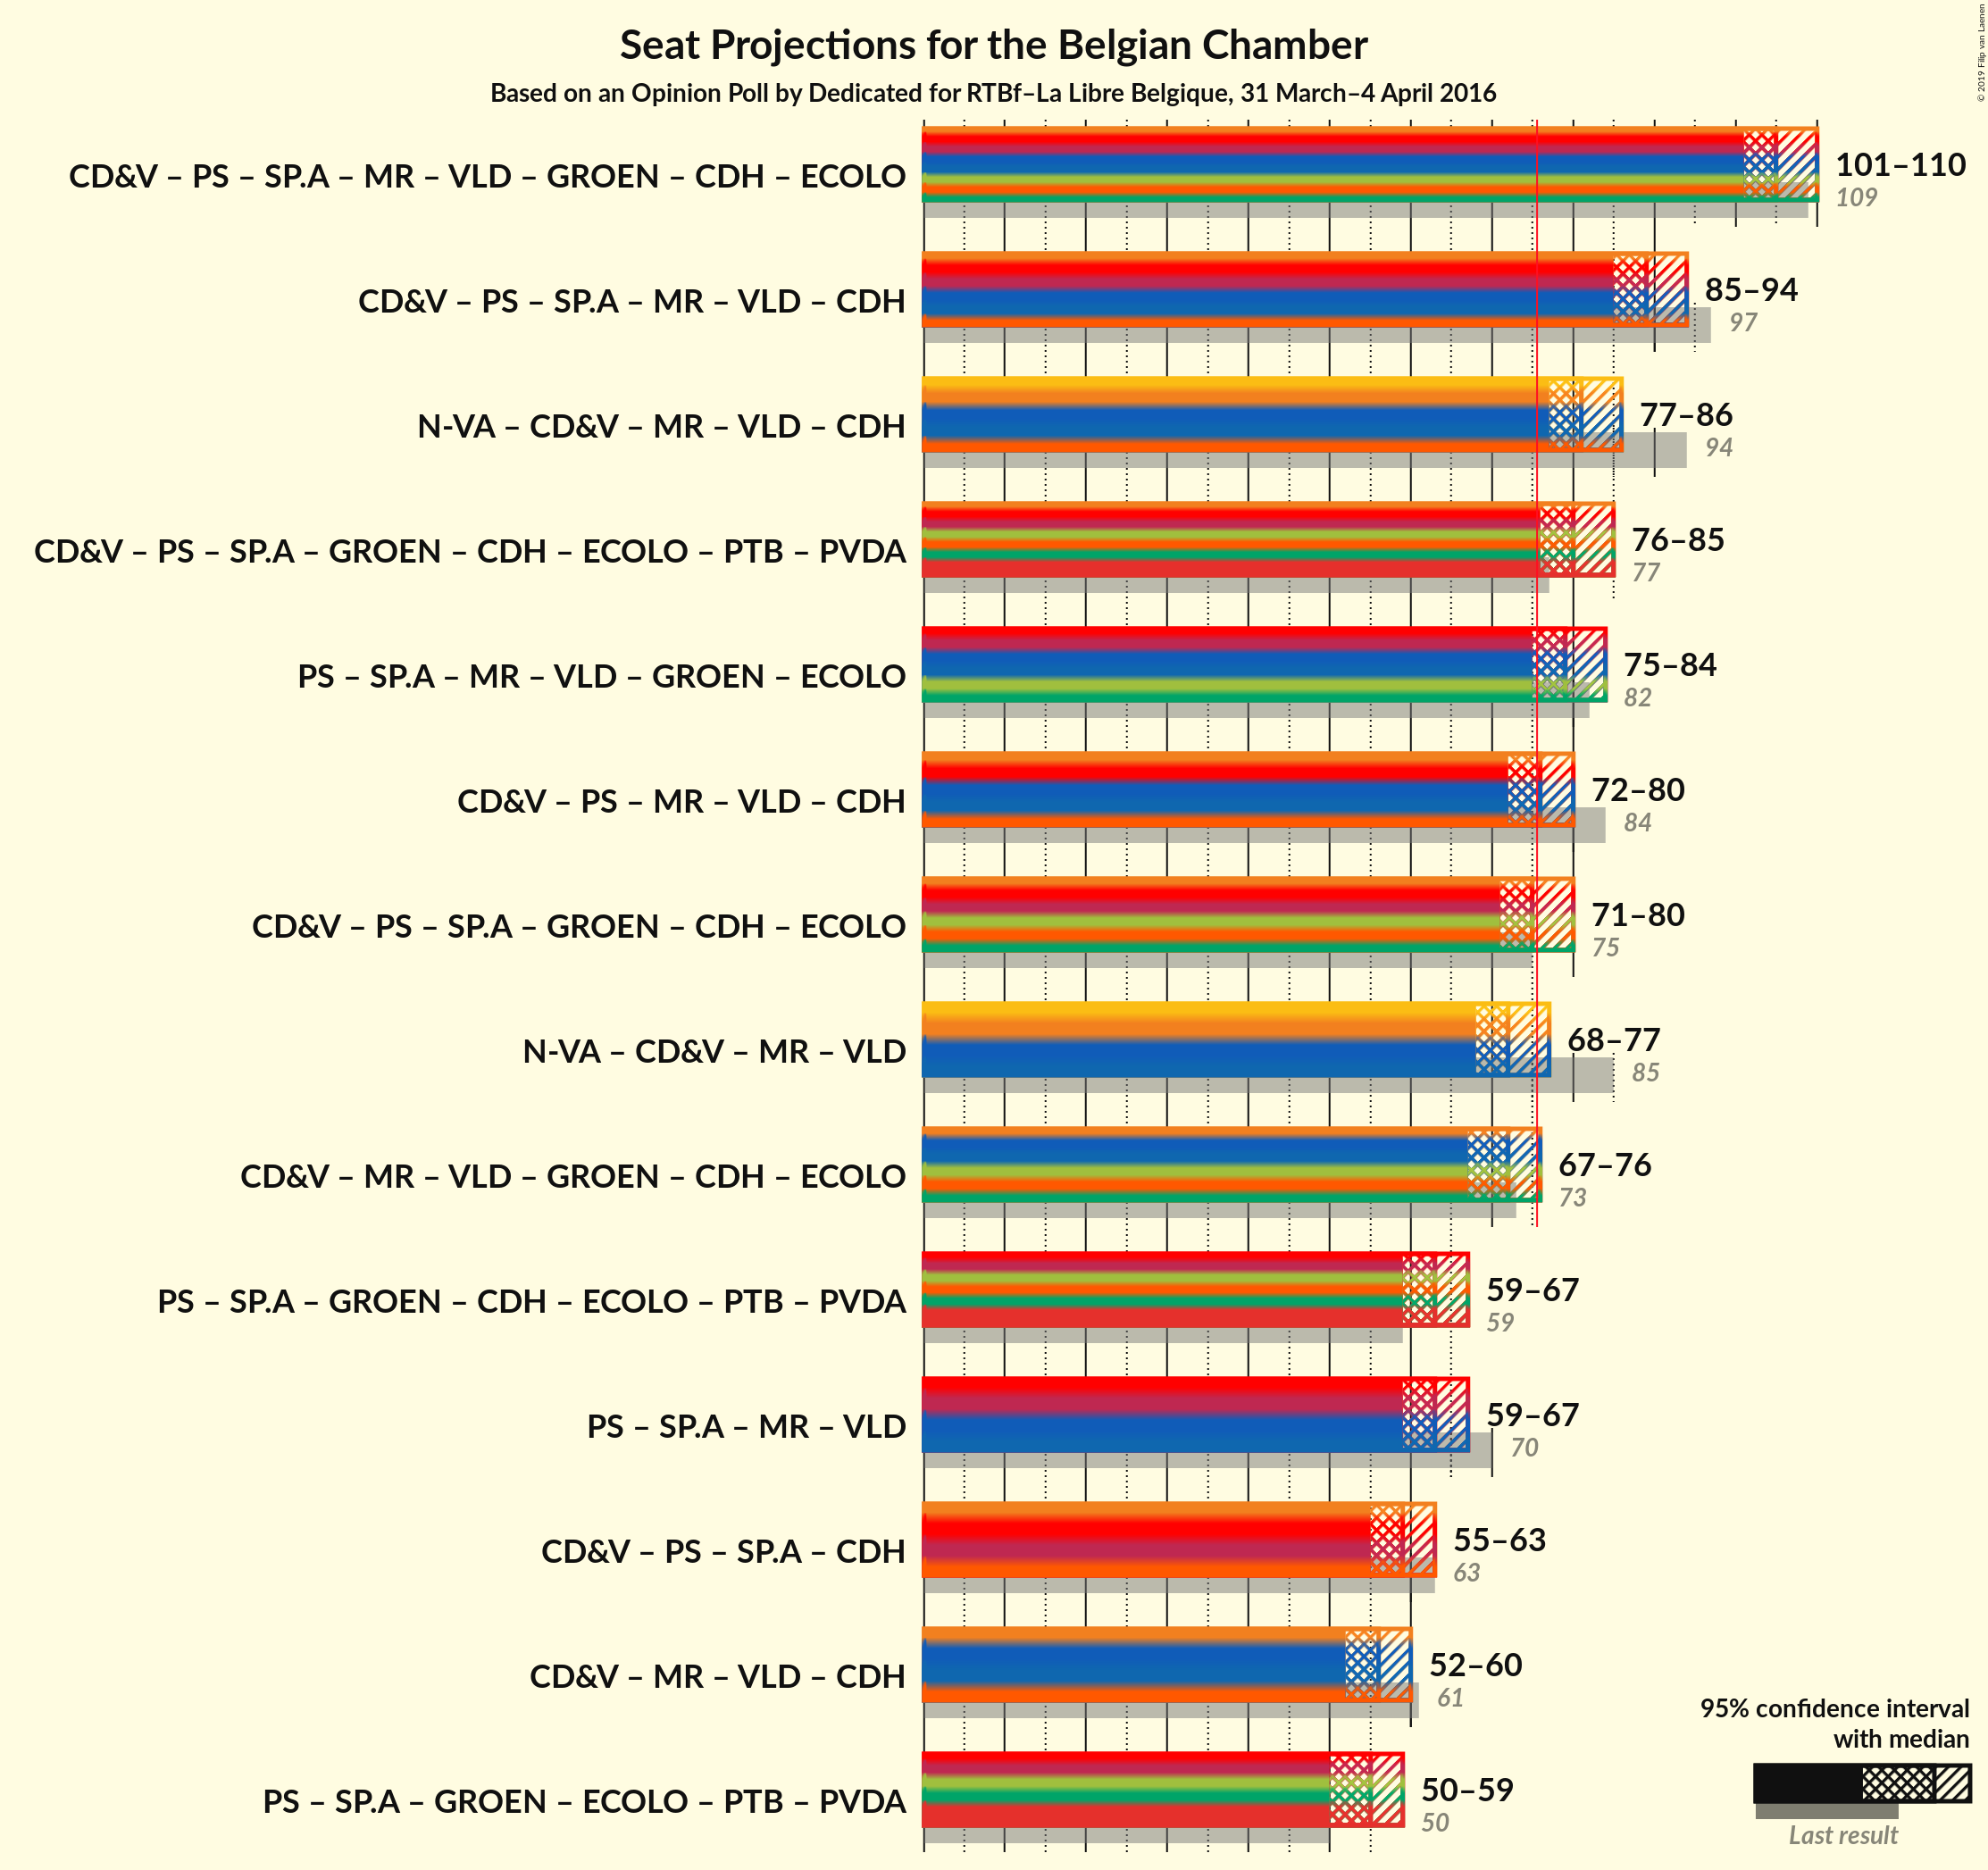 © 2019 Filip van Laenen
Seat Projections for the Belgian Chamber
Based on an Opinion Poll by Dedicated for RTBf–La Libre Belgique, 31 March–4 April 2016
CD&V – PS – SP.A – MR – VLD – GROEN – CDH – ECOLO
101–110
109
CD&V – PS – SP.A – MR – VLD – CDH
85–94
97
N-VA – CD&V – MR – VLD – CDH
77–86
94
CD&V – PS – SP.A – GROEN – CDH – ECOLO – PTB – PVDA
76–85
77
PS – SP.A – MR – VLD – GROEN – ECOLO
75–84
82
CD&V – PS – MR – VLD – CDH
72–80
84
CD&V – PS – SP.A – GROEN – CDH – ECOLO
71–80
75
N-VA – CD&V – MR – VLD
68–77
85
CD&V – MR – VLD – GROEN – CDH – ECOLO
67–76
73
PS – SP.A – GROEN – CDH – ECOLO – PTB – PVDA
59–67
59
PS – SP.A – MR – VLD
59–67
70
CD&V – PS – SP.A – CDH
55–63
63
CD&V – MR – VLD – CDH
52–60
61
PS – SP.A – GROEN – ECOLO – PTB – PVDA
50–59
50
95% confidence interval
with median
Last result